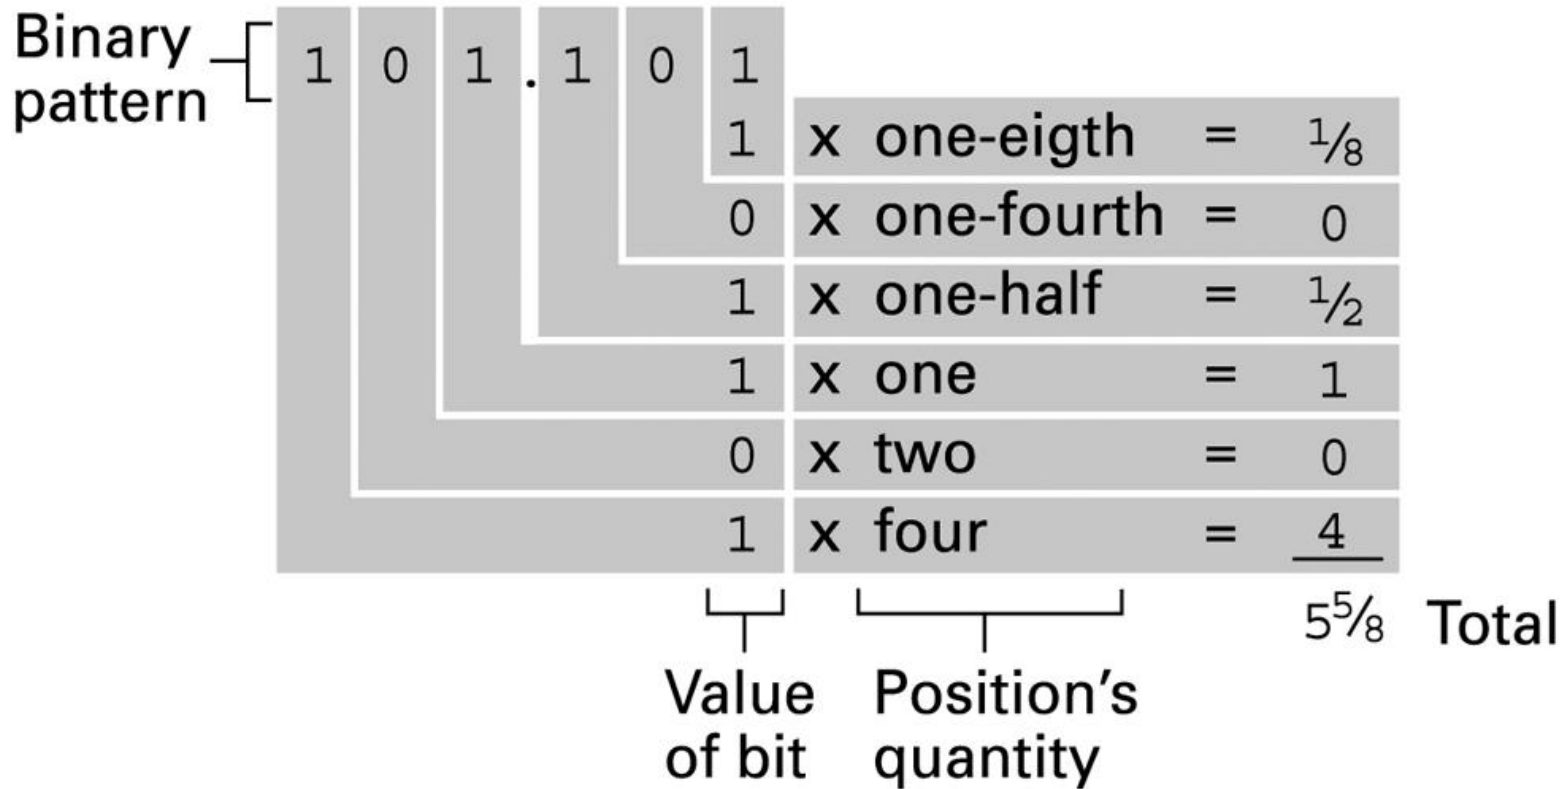 Binary
pattern
1 0 1 . 1 0 1
1 x one-eigth = 1/8
0 x one-fourth = 0
1 x one-half = 1/2
1 x one = 1
0 x two = 0
1 x four = 4
5 5/8 Total
Value
of bit
Position's
quantity